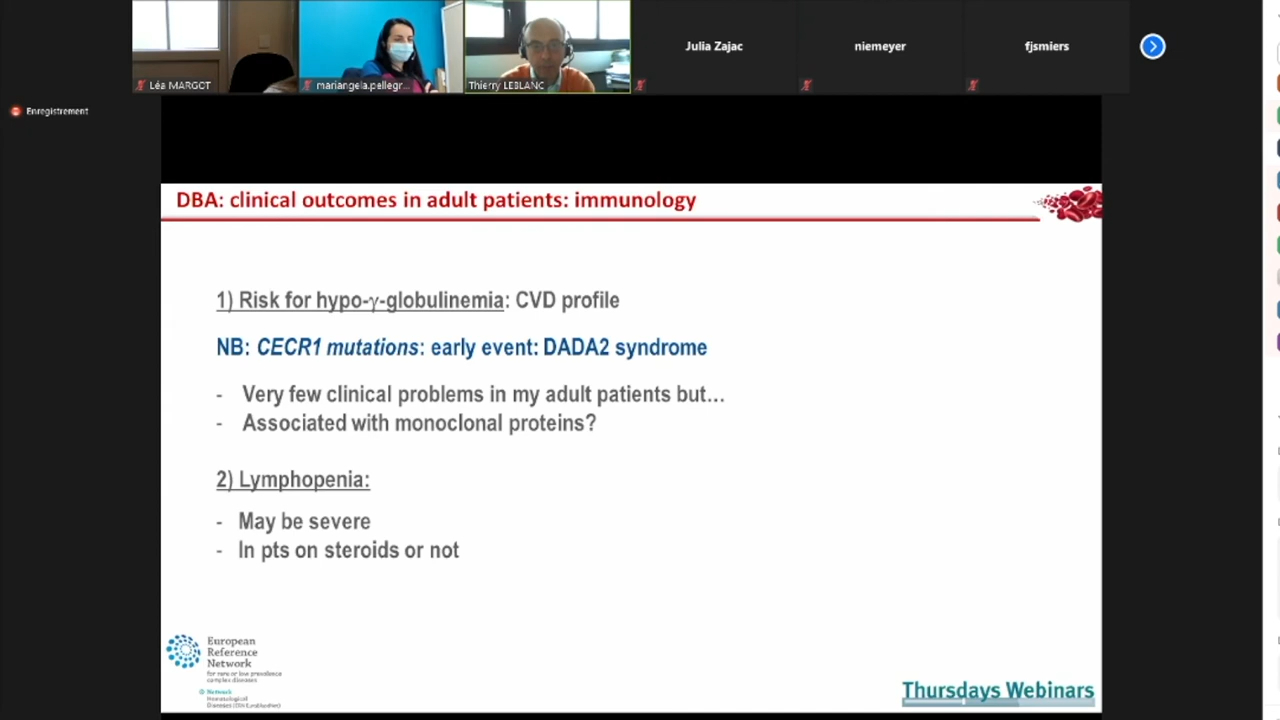 Julia Zajac
niemeyer
fjsmiers
Léa MARGOT
mariangela.pellegr...
Thierry LEBLANC
Enregistrement
DBA: clinical outcomes in adult patients: immunology
1) Risk for hypo-γ-globulinemia: CVD profile
NB: CECR1 mutations: early event: DADA2 syndrome
- Very few clinical problems in my adult patients but...
- Associated with monoclonal proteins?
2) Lymphopenia:
- May be severe
- In pts on steroids or not
European
Reference
Network
for rare or low prevalence
complex diseases
Network
Hematological
Diseases (ERN EuroBloodNet)
Thursdays Webinars